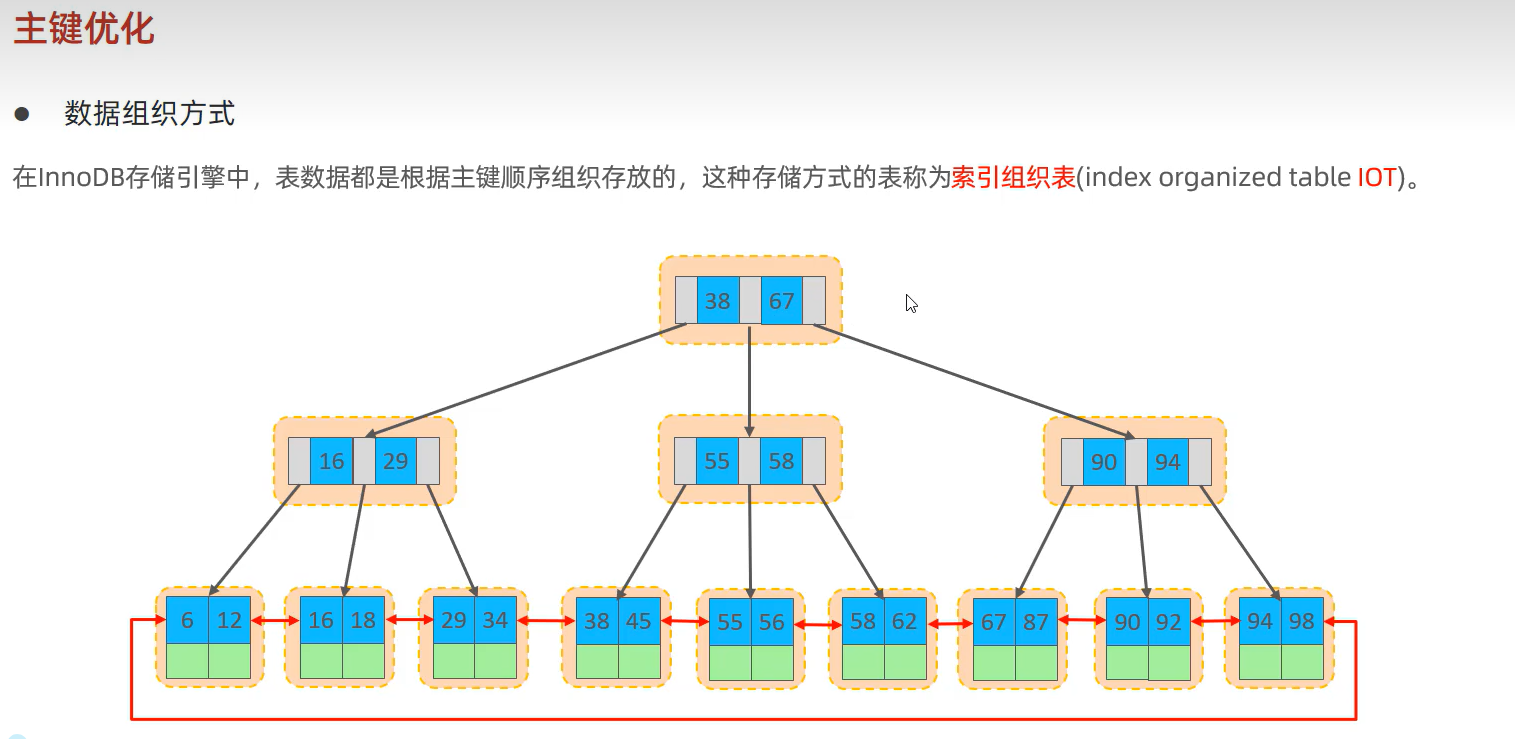 主键优化
● 数据组织方式
在InnoDB存储引擎中，表数据都是根据主键顺序组织存放的，这种存储方式的表称为索引组织表(index organized table IOT)。
38 67
16 29 55 58 90 94
6 12 16 18 29 34 38 45 55 56 58 62 67 87 90 92 94 98